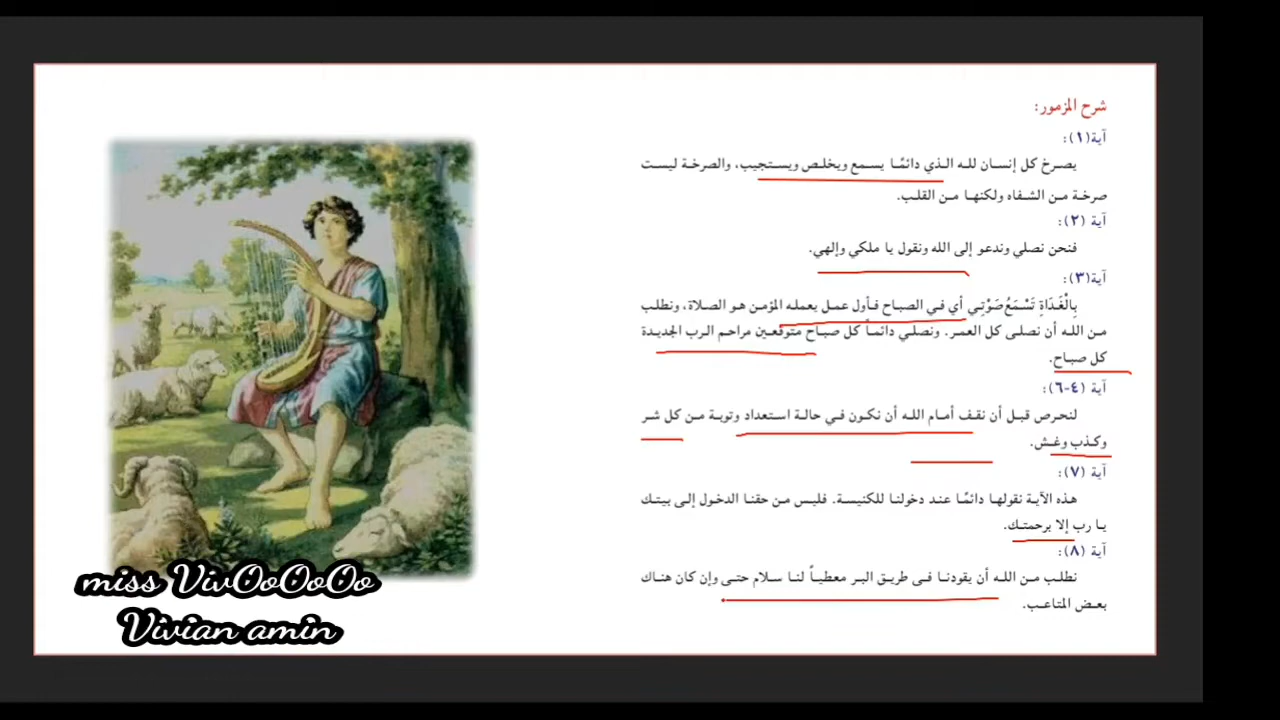 شرح المزمور:
آية(١):
يصرخ كل إنسان لله الذي دائمًا يسمع ويخلص ويستجيب، والصرخة ليست
صرخة من الشفاه ولكنها من القلب.
آية (٢):
فنحن نصلي وندعو إلى الله ونقول يا ملكي وإلهي.
آية(٣):
بِالْغَدَاةِ تَسْمَعُ صَوْتِي أي في الصباح فأول عمل يعمله المؤمن هو الصلاة، ونطلب
من الله أن نصلى كل العمر. ونصلي دائماً كل صباح متوقعين مراحم الرب الجديدة
كل صباح.
آية (٤-٦):
لنحرص قبل أن نقف أمام الله أن نكون في حالة استعداد وتوبة من كل شر
وكذب وغش.
آية (٧):
هذه الآية نقولها دائمًا عند دخولنا للكنيسة. فليس من حقنا الدخول إلى بيتك
يا رب إلا برحمتك.
آية (٨):
نطلب من الله أن يقودنا فى طريق البر معطياً لنا سلام حتى وإن كان هناك
بعض المتاعب.
miss VivOoOoOo
Vivian amin